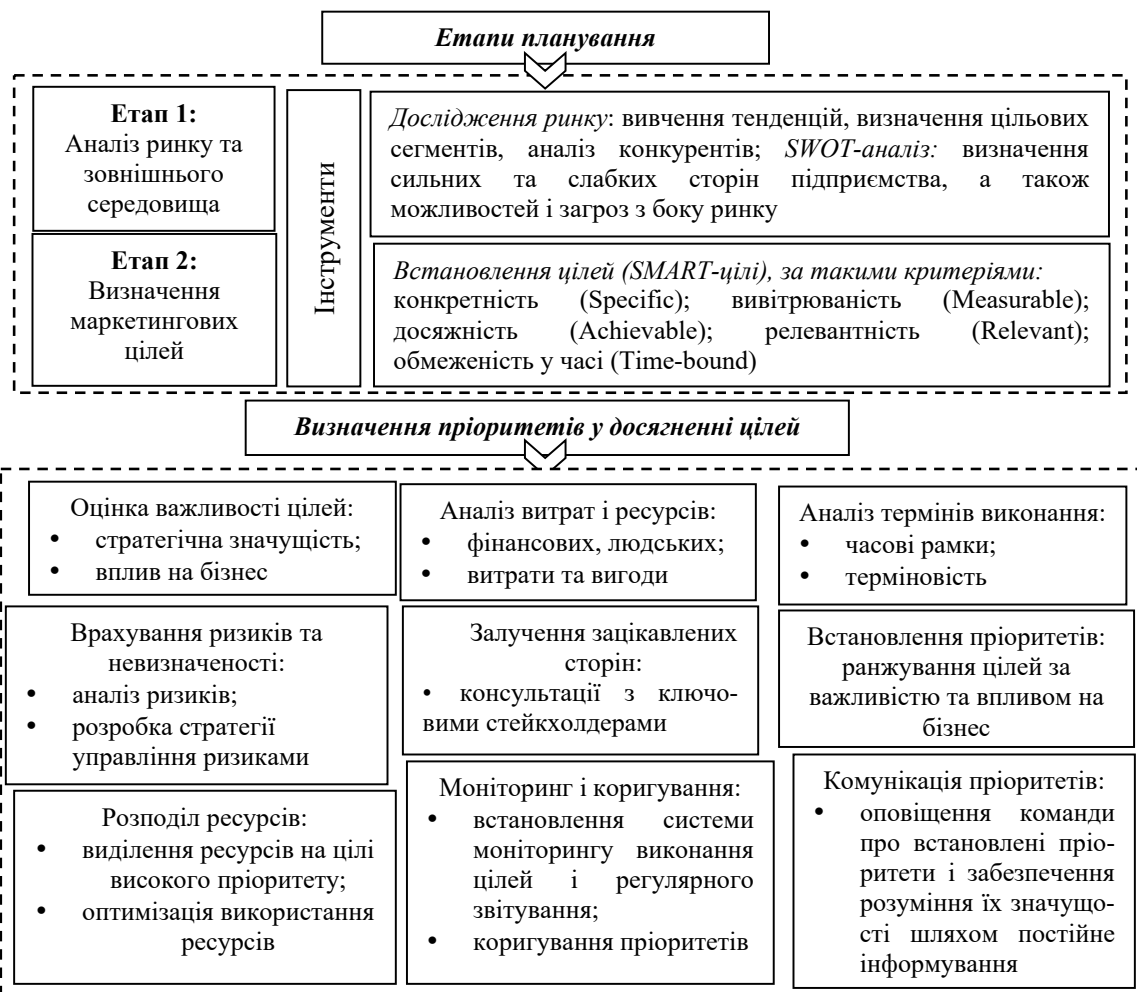 Етапи планування
Етап 1:
Аналіз ринку та
зовнішнього
середовища
Етап 2:
Визначення
маркетингових
цілей
Інструменти
Дослідження ринку: вивчення тенденцій, визначення цільових
сегментів, аналіз конкурентів; SWOT-аналіз: визначення
сильних та слабких сторін підприємства, а також
можливостей і загроз з боку ринку
Встановлення цілей (SMART-цілі), за такими критеріями:
конкретність (Specific); вивітрюваність (Measurable);
досяжність (Achievable); релевантність (Relevant);
обмеженість у часі (Time-bound)
Визначення пріоритетів у досягненні цілей
Оцінка важливості цілей:
• стратегічна значущість;
• вплив на бізнес
Аналіз витрат і ресурсів:
• фінансових, людських;
• витрати та вигоди
Аналіз термінів виконання:
• часові рамки;
• терміновість
Врахування ризиків та
невизначеності:
• аналіз ризиків;
• розробка стратегії
управління ризиками
Залучення зацікавлених
сторін:
• консультації з ключо-
вими стейкхолдерами
Встановлення пріоритетів:
ранжування цілей за
важливістю та впливом на
бізнес
Розподіл ресурсів:
• виділення ресурсів на цілі
високого пріоритету;
• оптимізація використання
ресурсів
Моніторинг і коригування:
• встановлення системи
моніторингу виконання
цілей і регулярного
звітування;
• коригування пріоритетів
Комунікація пріоритетів:
• оповіщення команди
про встановлені пріо-
ритети і забезпечення
розуміння їх значущо-
сті шляхом постійне
інформування